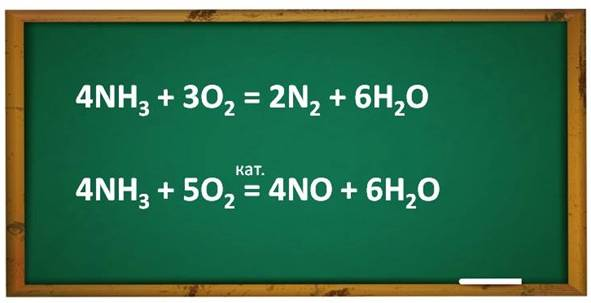 4NH₃ + 3O₂ = 2N₂ + 6H₂O
кат.
4NH₃ + 5O₂ = 4NO + 6H₂O